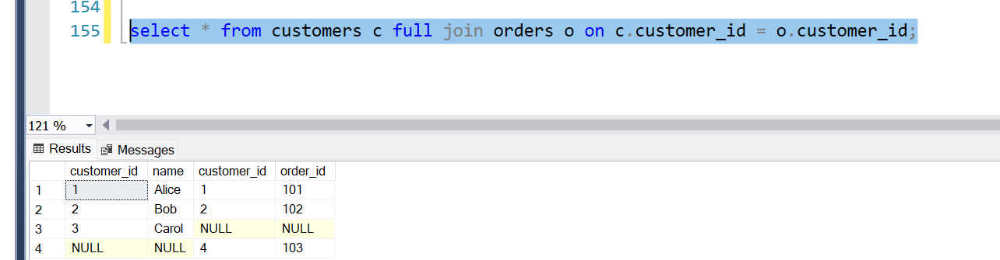 154
155 select * from customers c full join orders o on c.customer_id = o.customer_id;
121 %
Results Messages
customer_id name customer_id order_id
1 1 Alice 1 101
2 2 Bob 2 102
3 3 Carol NULL NULL
4 NULL NULL 4 103